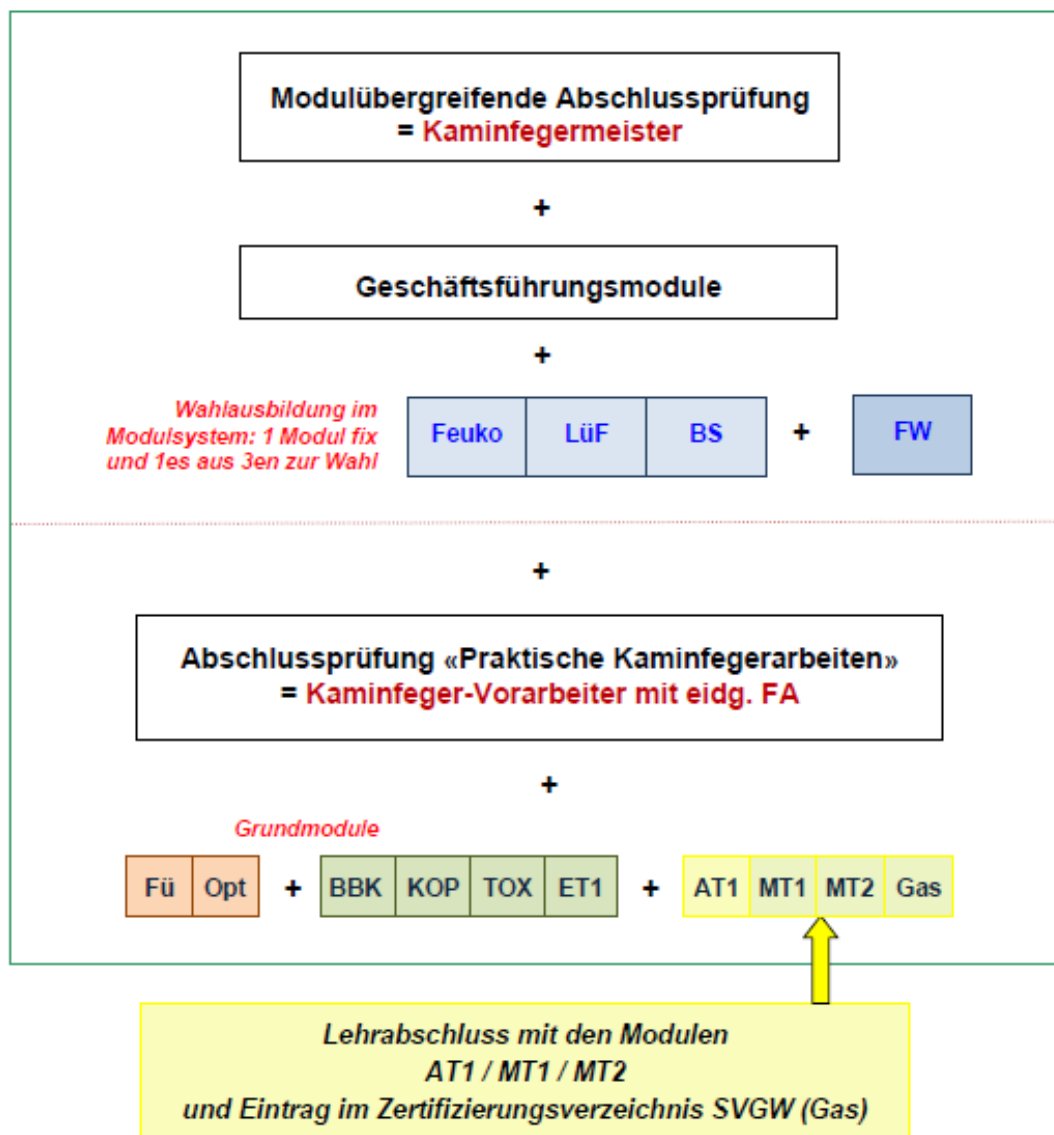 Modulübergreifende Abschlussprüfung
= Kaminfegermeister
+
Geschäftsführungsmodule
+
Wahlausbildung im
Modulsystem: 1 Modul fix
und 1es aus 3en zur Wahl
Feuko LüF BS + FW
+
Abschlussprüfung «Praktische Kaminfegerarbeiten»
= Kaminfeger-Vorarbeiter mit eidg. FA
+
Grundmodule
Fü Opt + BBK KOP TOX ET1 + AT1 MT1 MT2 Gas
Lehrabschluss mit den Modulen
AT1 / MT1 / MT2
und Eintrag im Zertifizierungsverzeichnis SVGW (Gas)